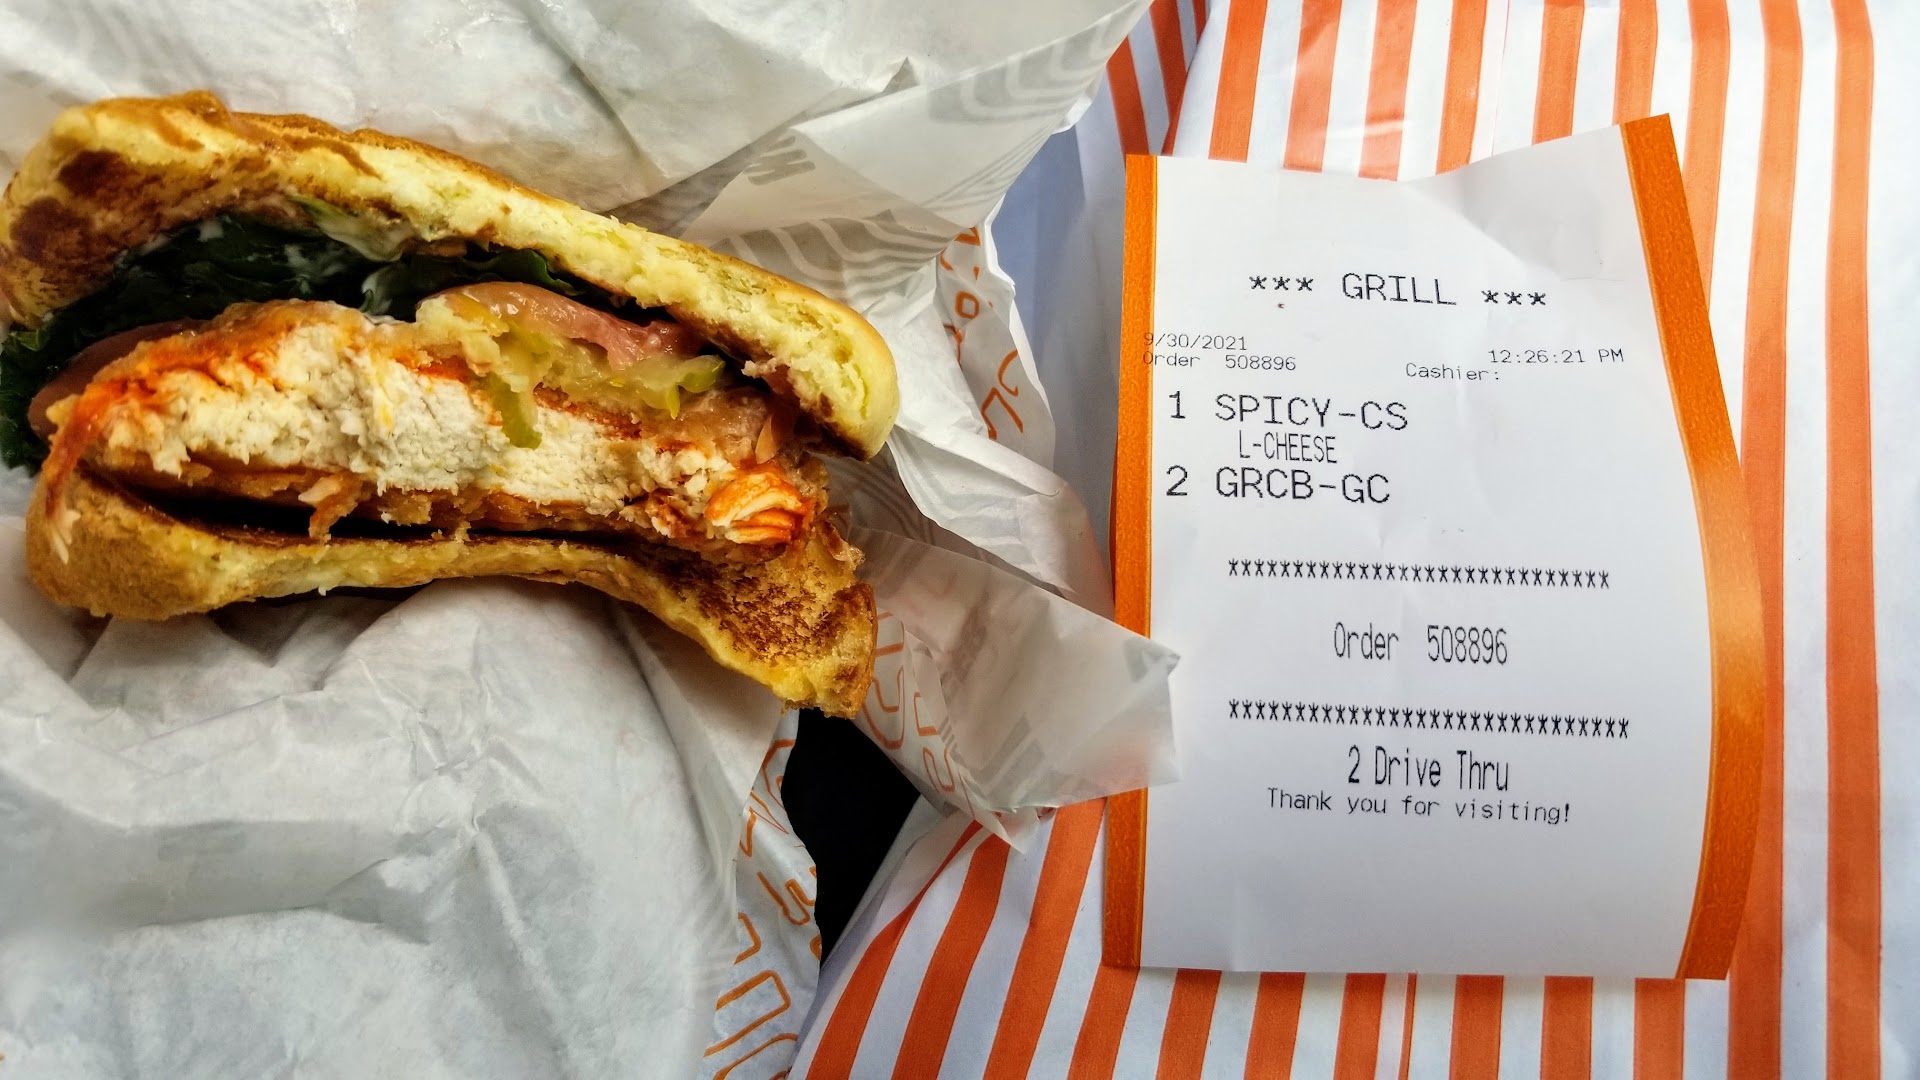 *** GRILL ***
9/30/2021 12:26:21 PM
Order 508896 Cashier:
1 SPICY-CS
L-CHEESE
2 GRCB-GC
******************************
Order 508896
*******************************
2 Drive Thru
Thank you for visiting!